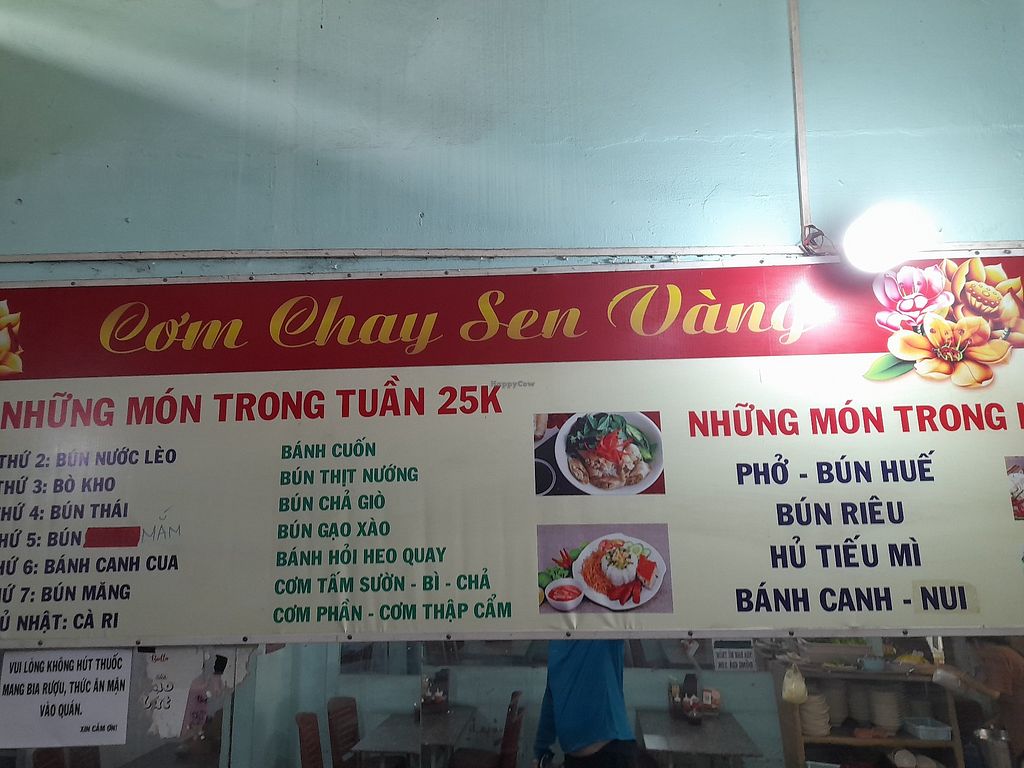 Cơm Chay Sen Vàng
HappyCow
NHỮNG MÓN TRONG TUẦN 25K
THỨ 2: BÚN NƯỚC LÈO
THỨ 3: BÒ KHO
THỨ 4: BÚN THÁI
THỨ 5: BÚN MẮM
THỨ 6: BÁNH CANH CUA
THỨ 7: BÚN MĂNG
CHỦ NHẬT: CÀ RI
BÁNH CUỐN
BÚN THỊT NƯỚNG
BÚN CHẢ GIÒ
BÚN GẠO XÀO
BÁNH HỎI HEO QUAY
CƠM TẤM SƯỜN - BÌ - CHẢ
CƠM PHẦN - CƠM THẬP CẨM
NHỮNG MÓN TRONG
PHỞ - BÚN HUẾ
BÚN RIÊU
HỦ TIẾU MÌ
BÁNH CANH - NUI
VUI LÒNG KHÔNG HÚT THUỐC
MANG BIA RƯỢU, THỨC ĂN MẶN
VÀO QUÁN.
XIN CẢM ƠN!
Hello